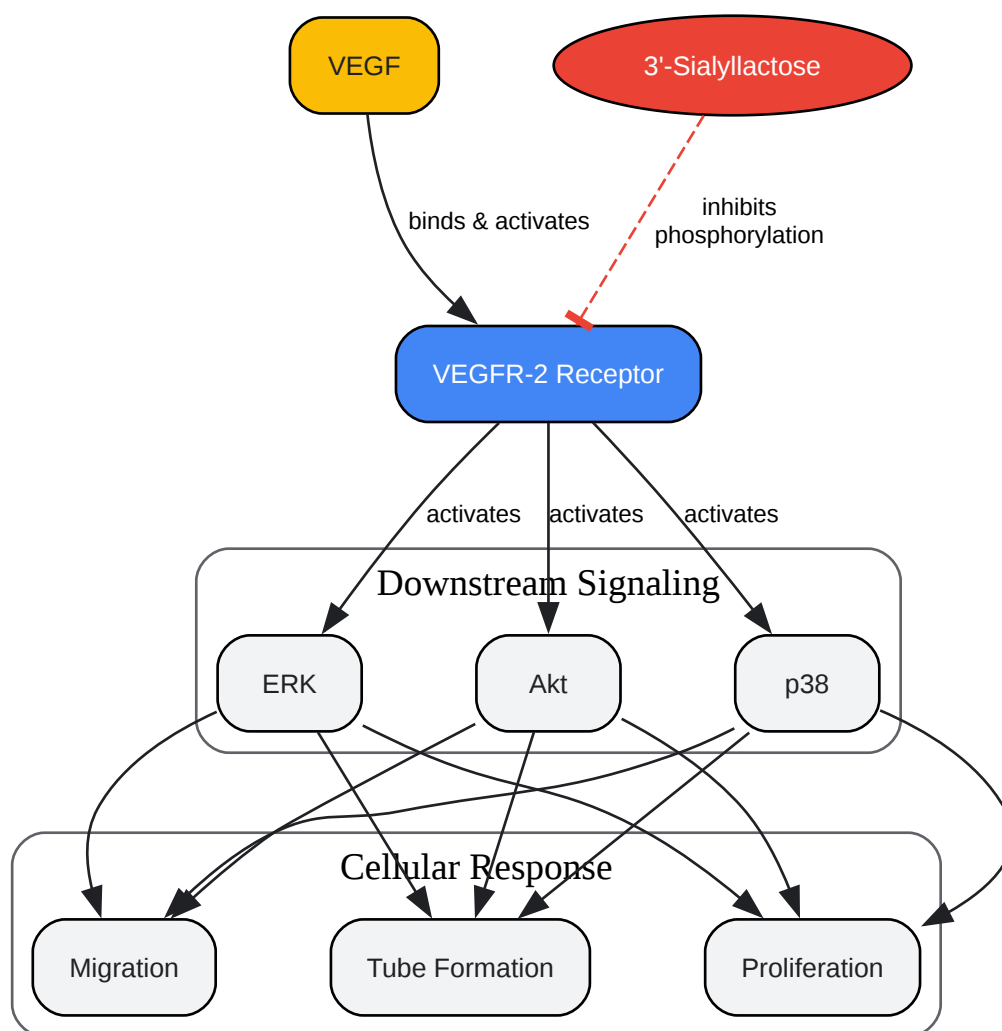 VEGF
3'-Sialyllactose
binds & activates
inhibits
phosphorylation
VEGFR-2 Receptor
activates
activates
activates
Downstream Signaling
ERK
Akt
p38
Cellular Response
Migration
Tube Formation
Proliferation